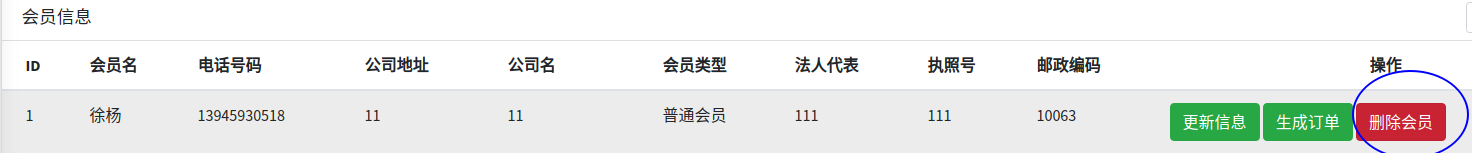 会员信息
ID 会员名 电话号码 公司地址 公司名 会员类型 法人代表 执照号 邮政编码 操作
1 徐杨 13945930518 11 11 普通会员 111 111 10063 更新信息 生成订单 删除会员